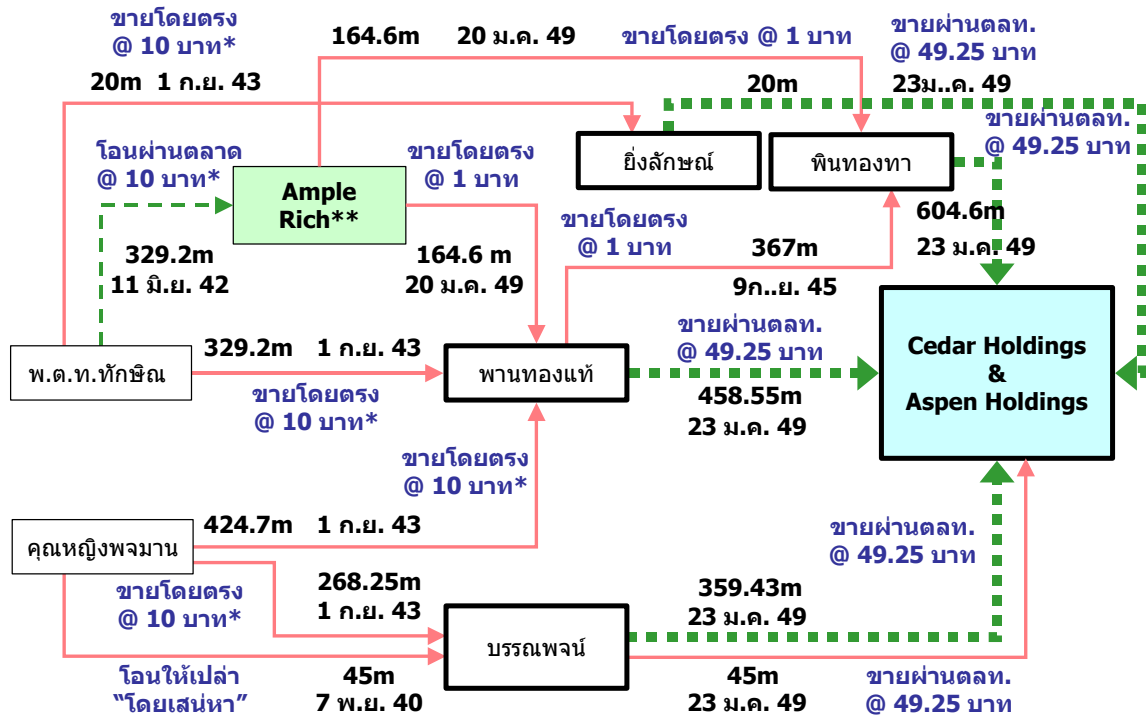 ขายโดยตรง
@ 10 บาท*
20m 1 ก.ย. 43
164.6m 20 ม.ค. 49
ขายโดยตรง @ 1 บาท
ขายผ่านตลท.
@ 49.25 บาท
20m
23ม..ค. 49
ขายผ่านตลท.
@ 49.25 บาท
โอนผ่านตลาด
@ 10 บาท*
329.2m
11 มิ.ย. 42
Ample
Rich**
ขายโดยตรง
@ 1 บาท
164.6 m
20 ม.ค. 49
ยิ่งลักษณ์
พินทองทา
ขายโดยตรง
@ 1 บาท
367m
9ก..ย. 45
604.6m
23 ม.ค. 49
พ.ต.ท.ทักษิณ
329.2m 1 ก.ย. 43
ขายโดยตรง
@ 10 บาท*
พานทองแท้
ขายผ่านตลท.
@ 49.25 บาท
458.55m
23 ม.ค. 49
Cedar Holdings
&
Aspen Holdings
ขายโดยตรง
@ 10 บาท*
คุณหญิงพจมาน
424.7m 1 ก.ย. 43
ขายโดยตรง
@ 10 บาท*
268.25m
1 ก.ย. 43
บรรณพจน์
359.43m
23 ม.ค. 49
ขายผ่านตลท.
@ 49.25 บาท
โอนให้เปล่า
“โดยเสน่หา”
45m
7 พ.ย. 40
45m
23 ม.ค. 49
ขายผ่านตลท.
@ 49.25 บาท